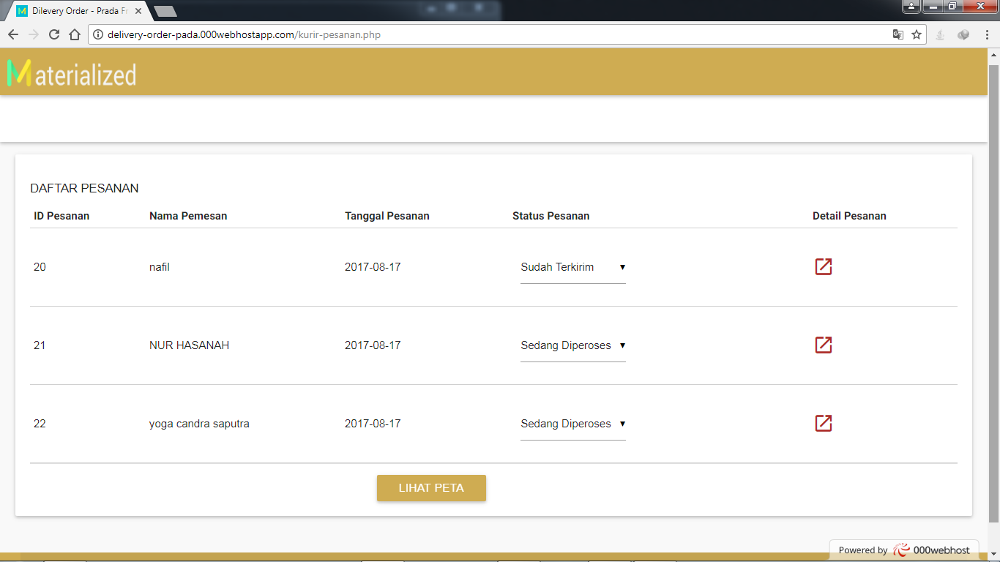 Dilevery Order - Prada Fr
delivery-order-pada.000webhostapp.com/kurir-pesanan.php
Materialized
DAFTAR PESANAN
ID Pesanan Nama Pemesan Tanggal Pesanan Status Pesanan Detail Pesanan
20 nafil 2017-08-17 Sudah Terkirim
21 NUR HASANAH 2017-08-17 Sedang Diperoses
22 yoga candra saputra 2017-08-17 Sedang Diperoses
LIHAT PETA
Powered by 000webhost